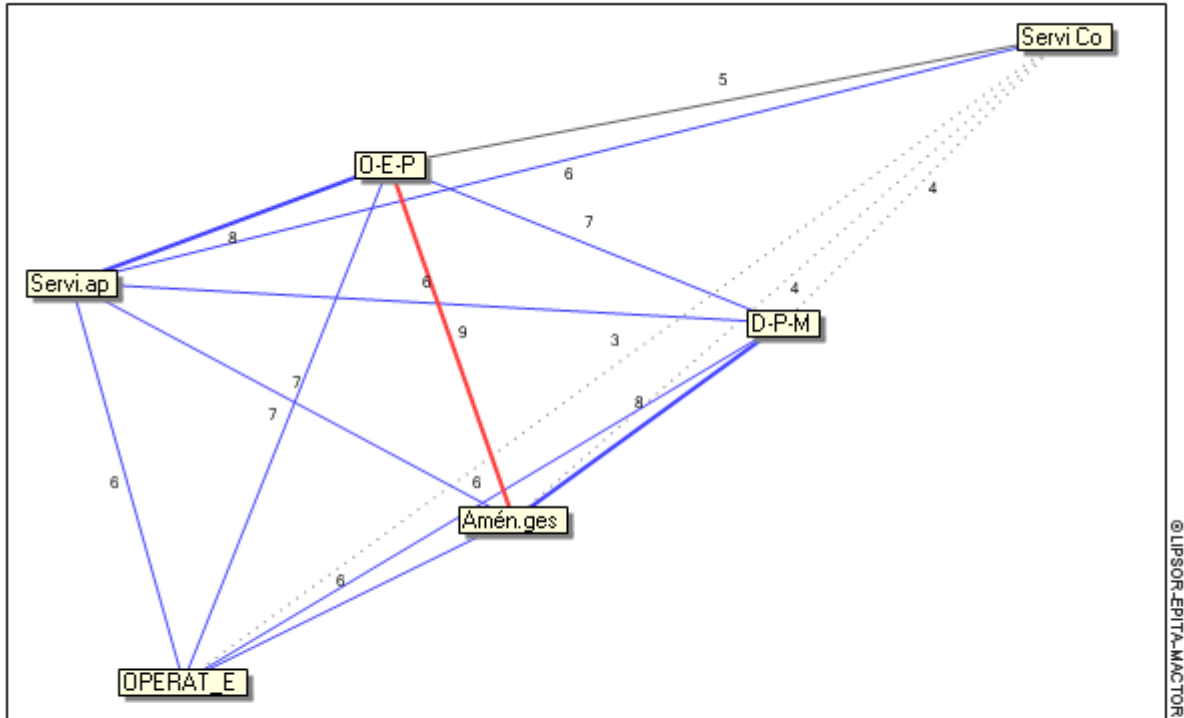 Servi Co
5
O-E-P
6
4
7
8
Servi.ap
6
4
D-P-M
9
3
7
8
7
6
6
Amén.ges
6
OPERAT_E
©LIPSOR-EPITA-MACTOR